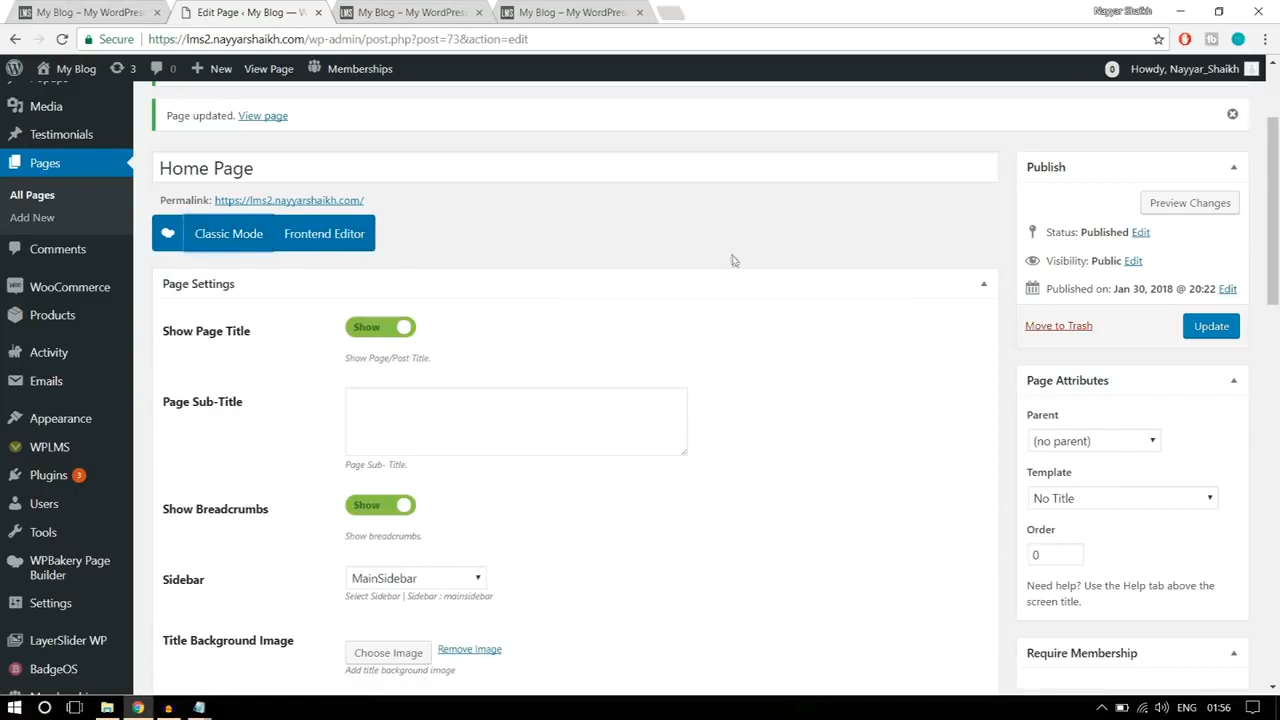 My Blog – My WordPres
Edit Page ‹ My Blog —
My Blog – My WordPres
My Blog – My WordPres
Nayyar Shaikh
Secure
https://lms2.nayyarshaikh.com/wp-admin/post.php?post=73&action=edit
My Blog
3
0
New
View Page
Memberships
0
Howdy, Nayyar_Shaikh
Media
Testimonials
Pages
All Pages
Add New
Comments
WooCommerce
Products
Activity
Emails
Appearance
WPLMS
Plugins 3
Users
Tools
WPBakery Page
Builder
Settings
LayerSlider WP
BadgeOS
Page updated. View page
Home Page
Permalink: https://lms2.nayyarshaikh.com/
Classic Mode
Frontend Editor
Page Settings
Show Page Title
Show
Show Page/Post Title.
Page Sub-Title
Page Sub- Title.
Show Breadcrumbs
Show
Show breadcrumbs.
Sidebar
MainSidebar
Select Sidebar | Sidebar : mainsidebar
Title Background Image
Choose Image
Remove Image
Add title background image
Publish
Preview Changes
Status: Published Edit
Visibility: Public Edit
Published on: Jan 30, 2018 @ 20:22 Edit
Move to Trash
Update
Page Attributes
Parent
(no parent)
Template
No Title
Order
0
Need help? Use the Help tab above the
screen title.
Require Membership
ENG
01:56